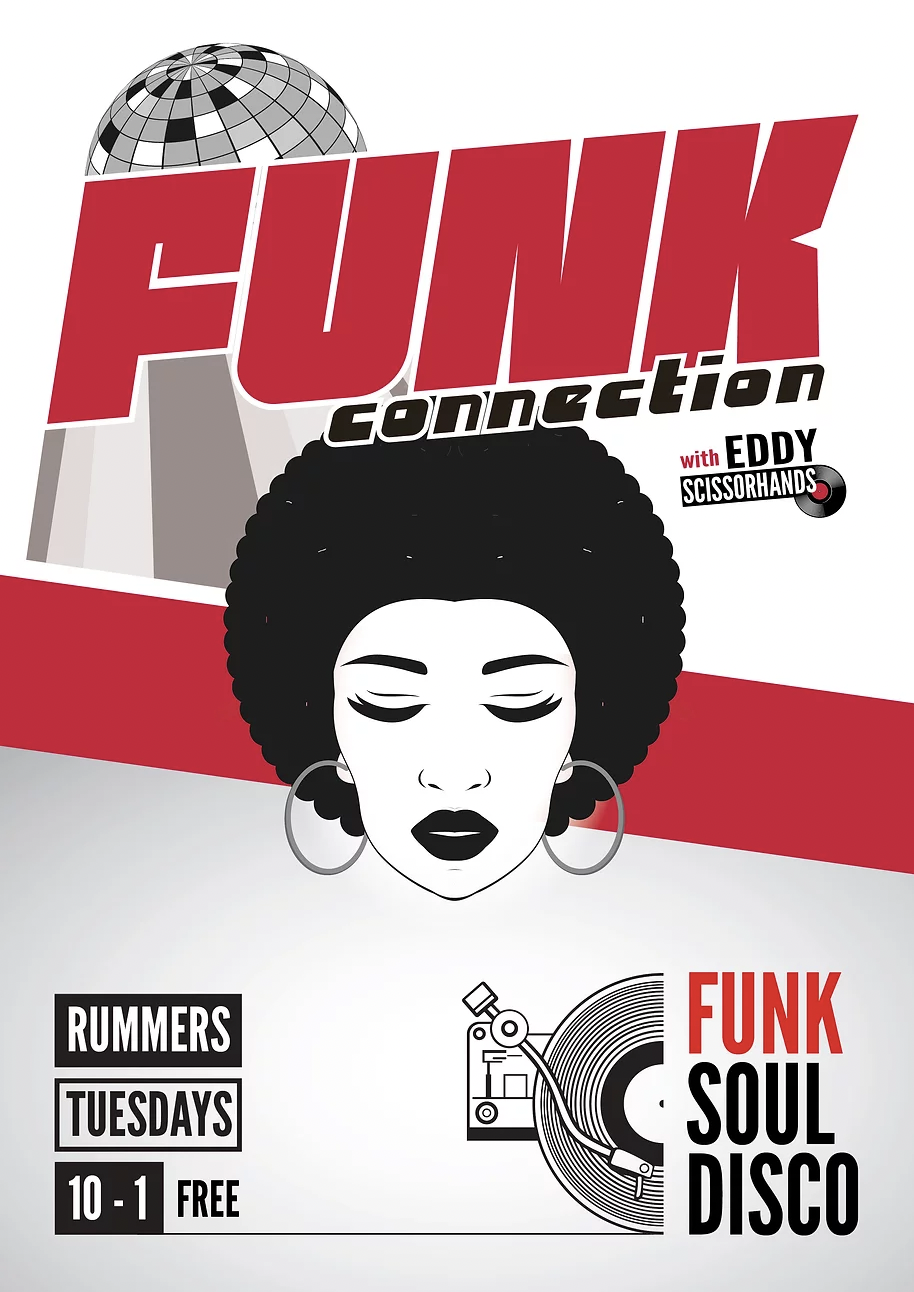 FUNK
connection
with EDDY
SCISSORHANDS
RUMMERS
TUESDAYS
10 - 1 FREE
FUNK
SOUL
DISCO